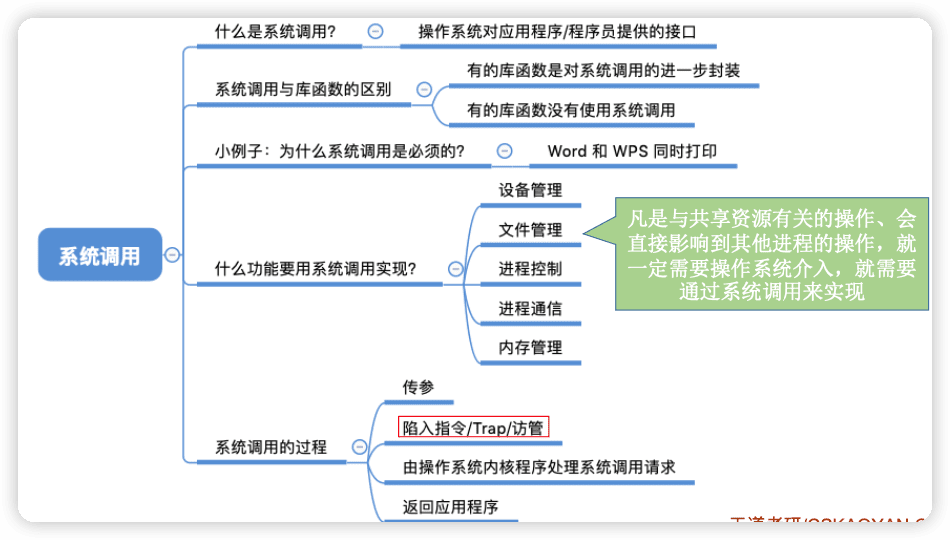 什么是系统调用?
操作系统对应用程序/程序员提供的接口
系统调用与库函数的区别
有的库函数是对系统调用的进一步封装
有的库函数没有使用系统调用
小例子：为什么系统调用是必须的?
Word 和 WPS 同时打印
系统调用
什么功能要用系统调用实现?
设备管理
文件管理
进程控制
进程通信
内存管理
凡是与共享资源有关的操作、会
直接影响到其他进程的操作，就
一定需要操作系统介入，就需要
通过系统调用来实现
系统调用的过程
传参
陷入指令/Trap/访管
由操作系统内核程序处理系统调用请求
返回应用程序